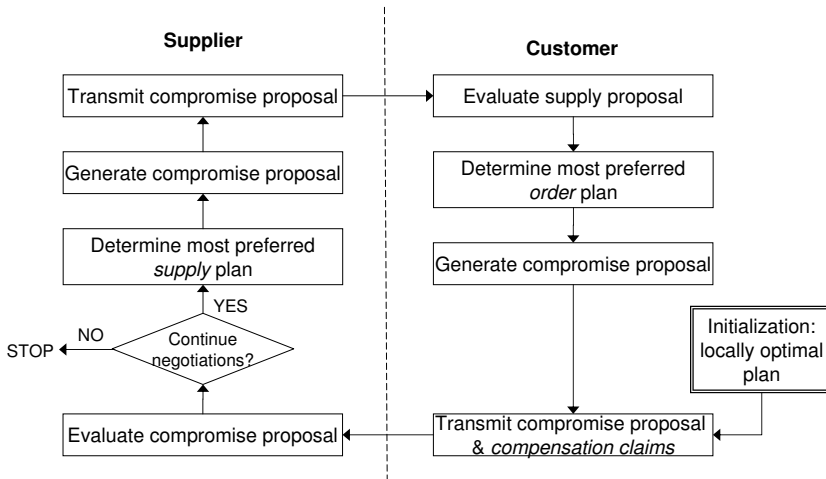 Supplier
Customer
Transmit compromise proposal
Evaluate supply proposal
Generate compromise proposal
Determine most preferred
order plan
Determine most preferred
supply plan
Generate compromise proposal
YES
NO
STOP
Continue
negotiations?
Initialization:
locally optimal
plan
Evaluate compromise proposal
Transmit compromise proposal
& compensation claims